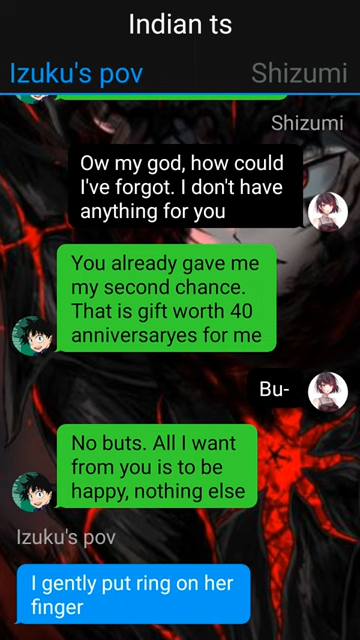 Indian ts
Izuku's pov
Shizumi
Shizumi
Ow my god, how could
I've forgot. I don't have
anything for you
You already gave me
my second chance.
That is gift worth 40
anniversaryes for me
Bu-
No buts. All I want
from you is to be
happy, nothing else
Izuku's pov
I gently put ring on her
finger